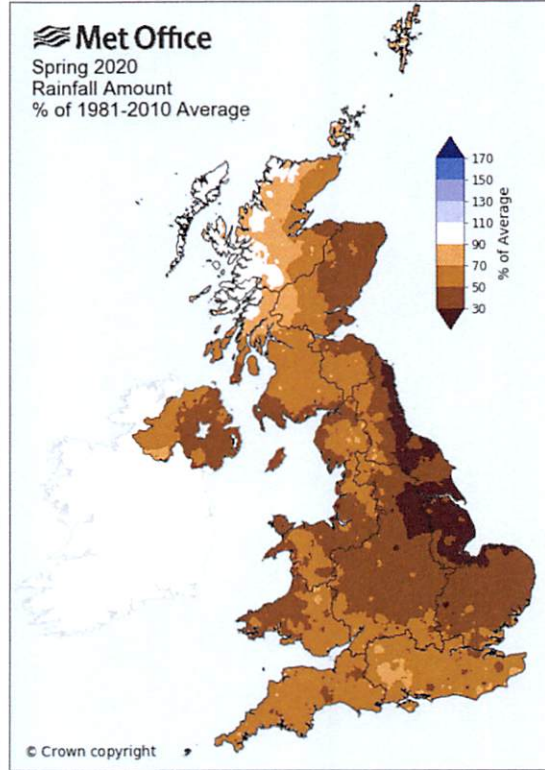 Met Office
Spring 2020
Rainfall Amount
% of 1981-2010 Average
170
150
130
110
90
70
50
30
% of Average
© Crown copyright